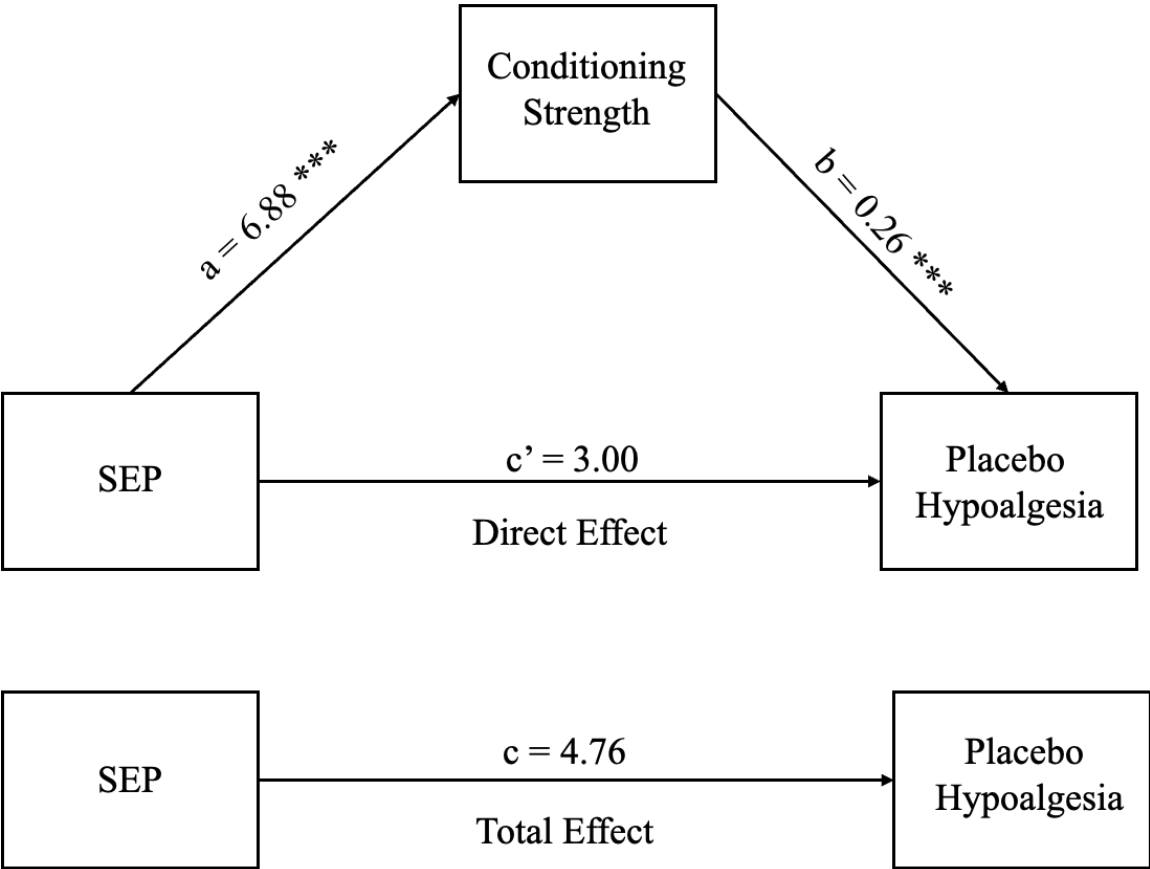 Conditioning
Strength
a = 6.88 ***
b = 0.26 ***
SEP
c’ = 3.00
Direct Effect
Placebo
Hypoalgesia
SEP
c = 4.76
Total Effect
Placebo
Hypoalgesia